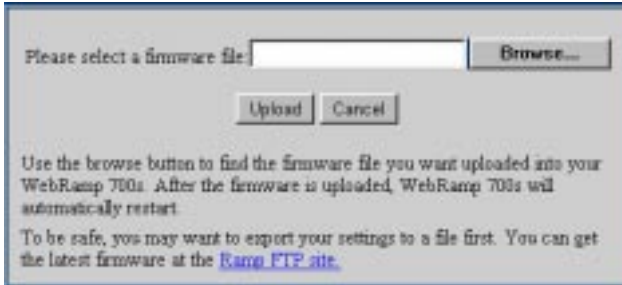 Please select a firmware file:
Browse...
Upload Cancel
Use the browse button to find the firmware file you want uploaded into your
WebRamp 700s. After the firmware is uploaded, WebRamp 700s will
automatically restart.
To be safe, you may want to export your settings to a file first. You can get
the latest firmware at the Ramp FTP site.